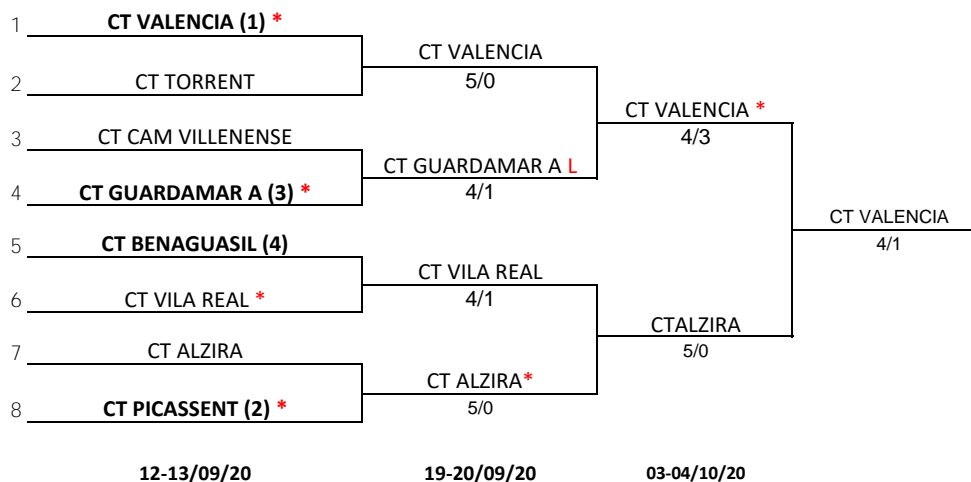 1 CT VALENCIA (1) *
CT VALENCIA
5/0
2 CT TORRENT
CT VALENCIA *
4/3
3 CT CAM VILLENENSE
CT GUARDAMAR A L
4/1
4 CT GUARDAMAR A (3) *
CT VALENCIA
4/1
5 CT BENAGUASIL (4)
CT VILA REAL
4/1
6 CT VILA REAL *
CTALZIRA
5/0
7 CT ALZIRA
CT ALZIRA*
5/0
8 CT PICASSENT (2) *
12-13/09/20 19-20/09/20 03-04/10/20